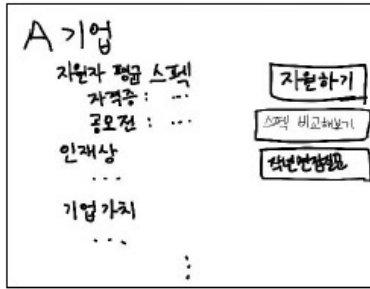 A 기업
지원자 평균 스펙
자격증 : ...
공모전 : ...
인재상
...
기업 가치
...
지원하기
스펙 비교해보기
작년면접질문